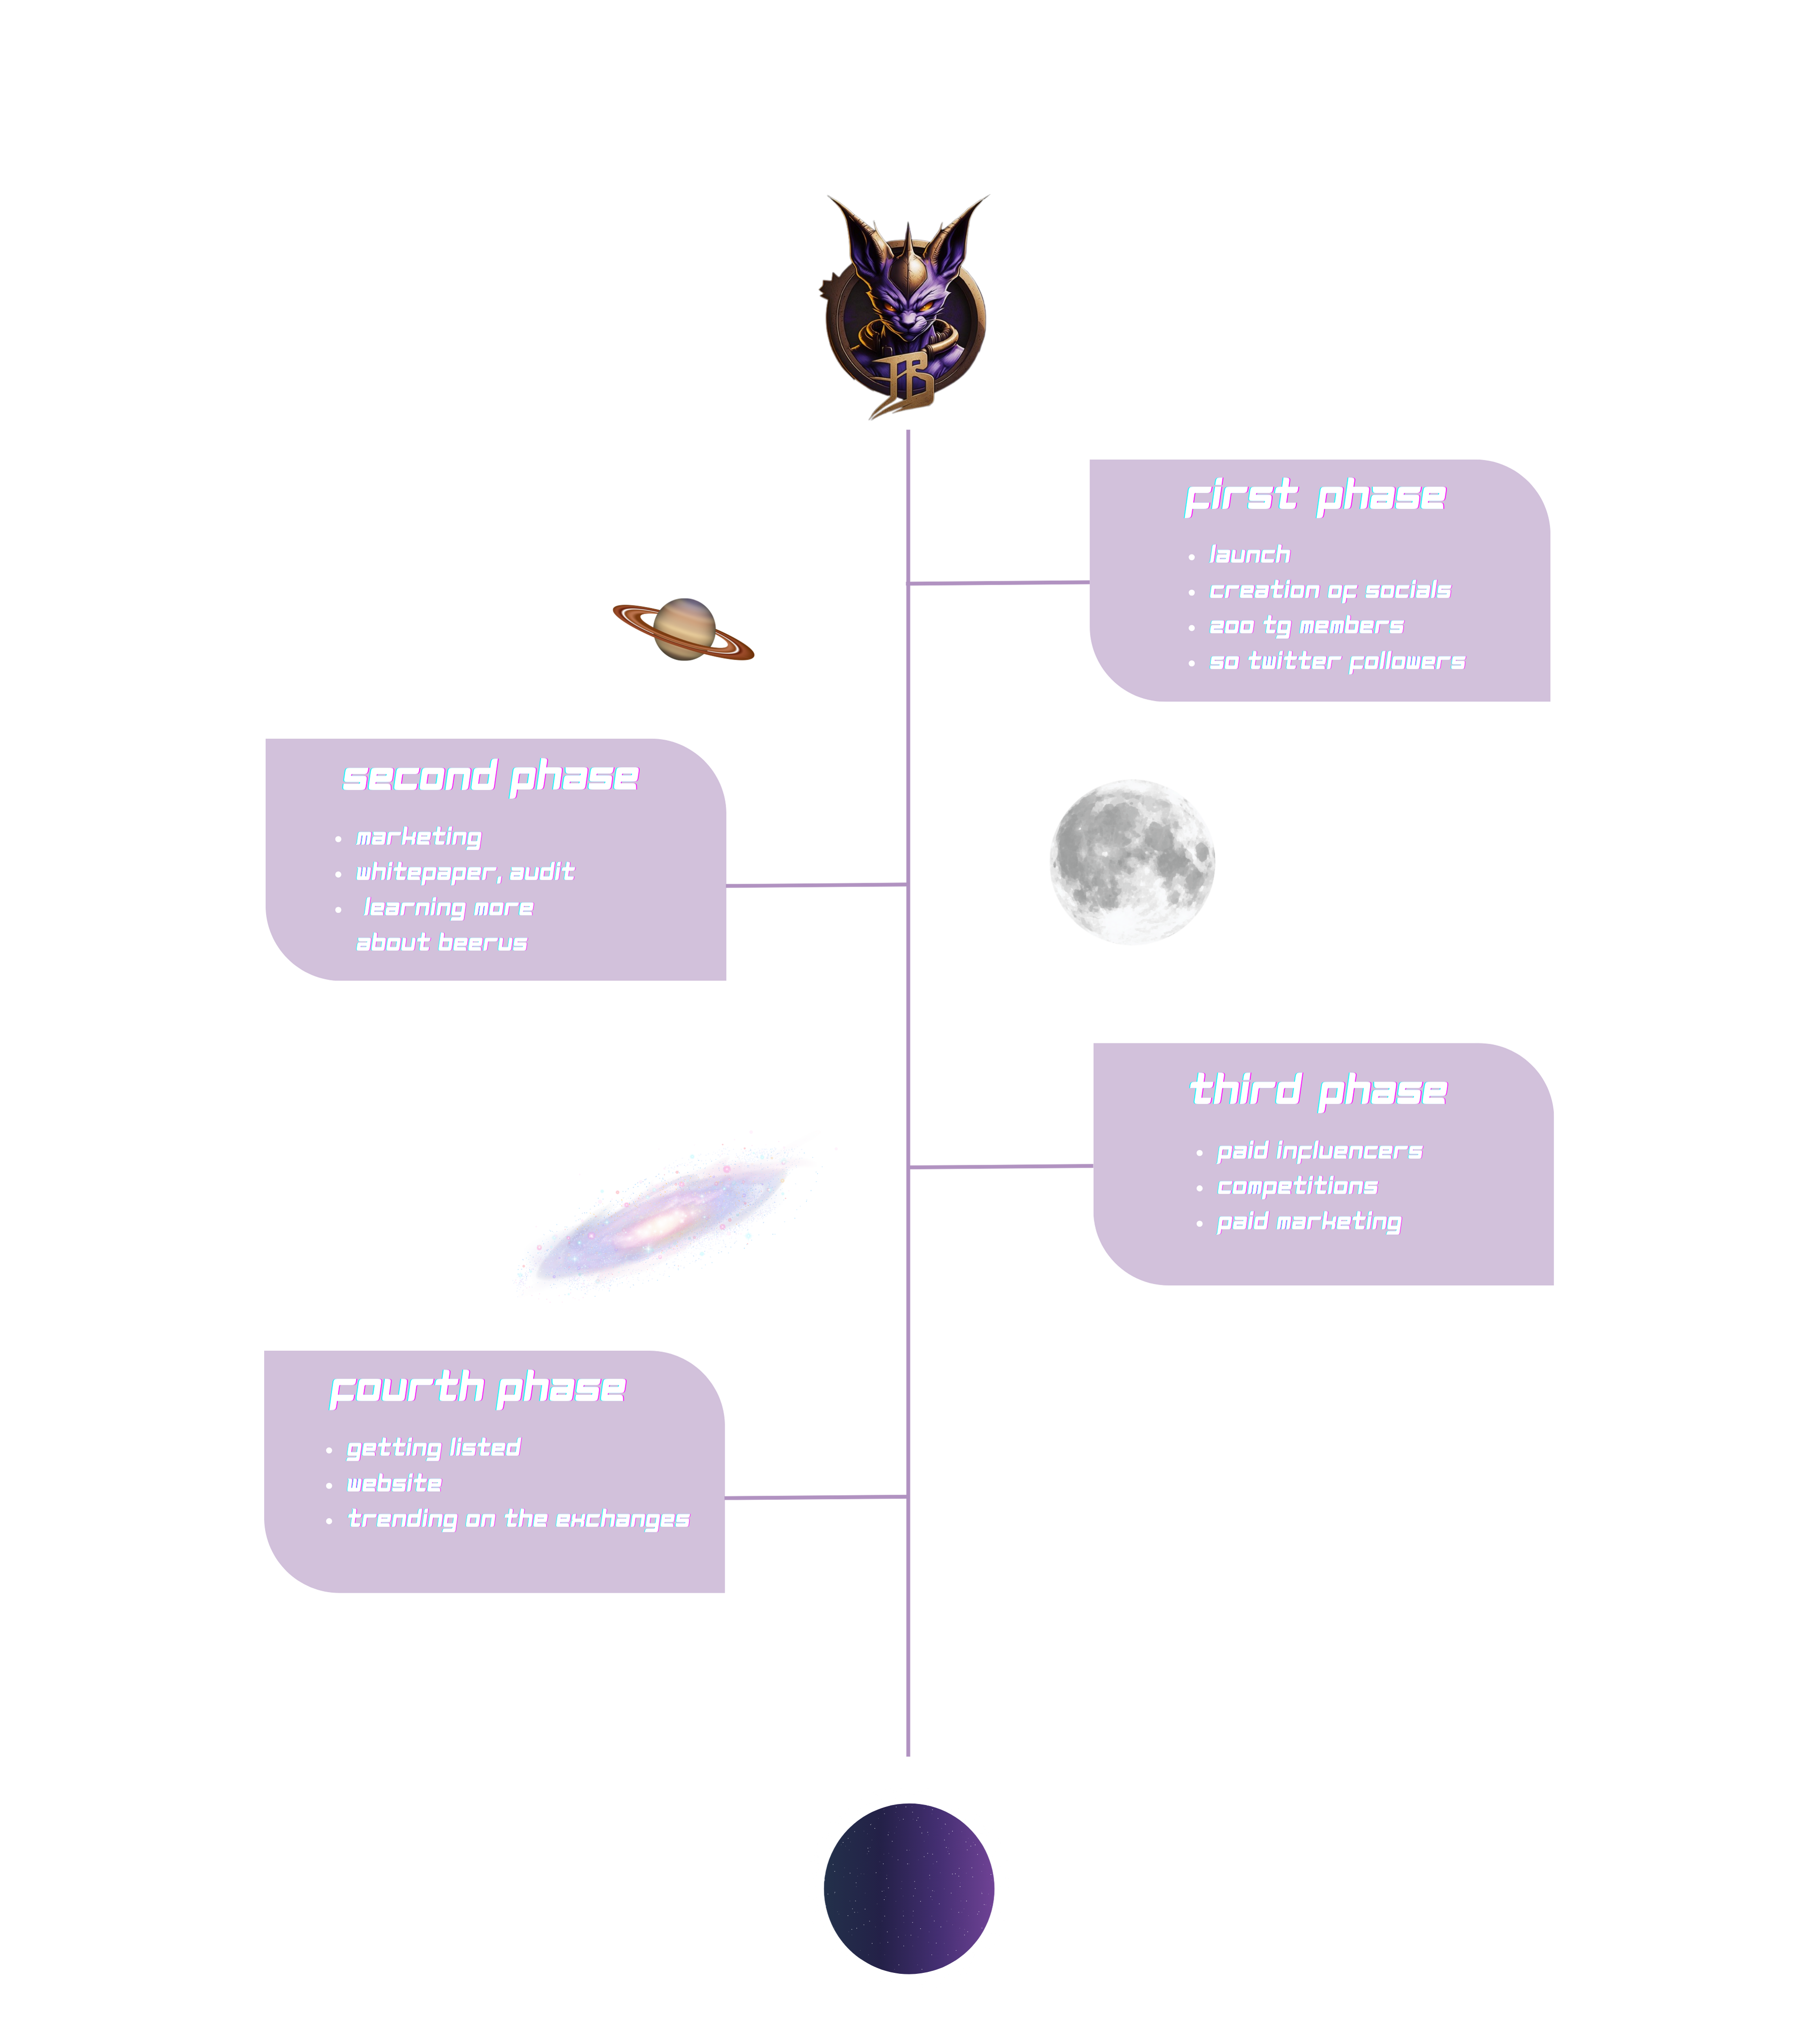 first phase
launch
creation of socials
200 tg members
50 twitter followers
second phase
marketing
whitepaper, audit
learning more
about beerus
third phase
paid influencers
competitions
paid marketing
fourth phase
getting listed
website
trending on the exchanges